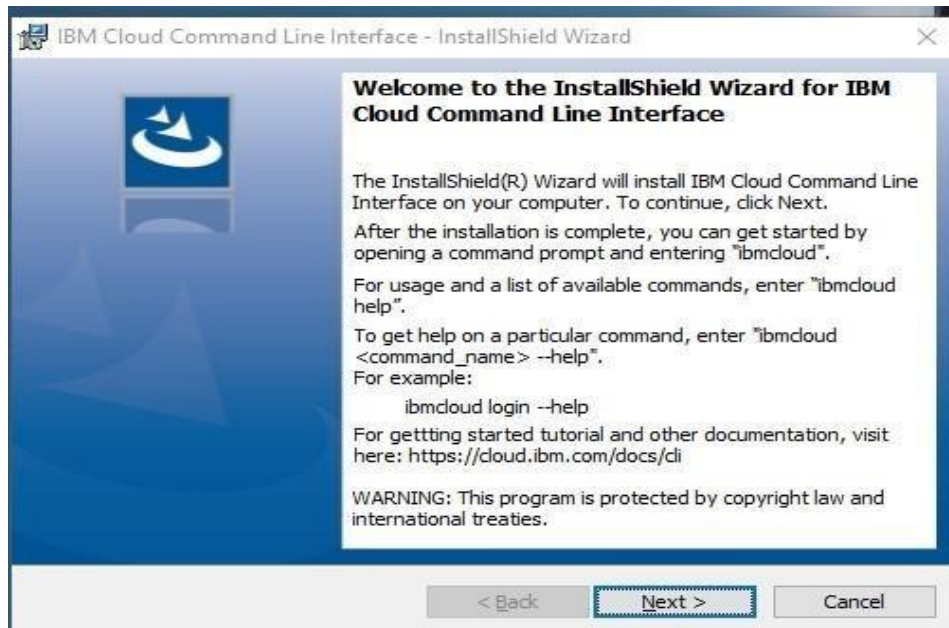 IBM Cloud Command Line Interface - InstallShield Wizard
Welcome to the InstallShield Wizard for IBM
Cloud Command Line Interface
The InstallShield(R) Wizard will install IBM Cloud Command Line
Interface on your computer. To continue, click Next.
After the installation is complete, you can get started by
opening a command prompt and entering "ibmcloud".
For usage and a list of available commands, enter "ibmcloud
help".
To get help on a particular command, enter "ibmcloud
<command_name> --help".
For example:
ibmcloud login --help
For gettting started tutorial and other documentation, visit
here: https://cloud.ibm.com/docs/cli
WARNING: This program is protected by copyright law and
international treaties.
< Back
Next >
Cancel